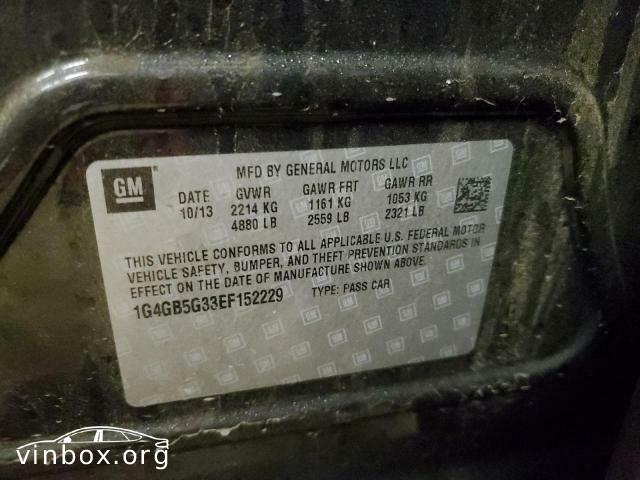 GM
MFD BY GENERAL MOTORS LLC
DATE GVWR GAWR FRT GAWR RR
10/13 2214 KG 1161 KG 1053 KG
4880 LB 2559 LB 2321 LB
THIS VEHICLE CONFORMS TO ALL APPLICABLE U.S. FEDERAL MOTOR
VEHICLE SAFETY, BUMPER, AND THEFT PREVENTION STANDARDS IN
EFFECT ON THE DATE OF MANUFACTURE SHOWN ABOVE.
1G4GB5G33EF152229 TYPE: PASS CAR
vinbox.org